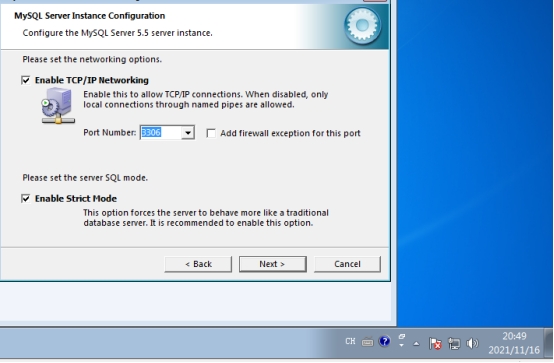 MySQL Server Instance Configuration
Configure the MySQL Server 5.5 server instance.
Please set the networking options.
Enable TCP/IP Networking
Enable this to allow TCP/IP connections. When disabled, only
local connections through named pipes are allowed.
Port Number: 3306 Add firewall exception for this port
Please set the server SQL mode.
Enable Strict Mode
This option forces the server to behave more like a traditional
database server. It is recommended to enable this option.
< Back Next > Cancel
CH 20:49
2021/11/16